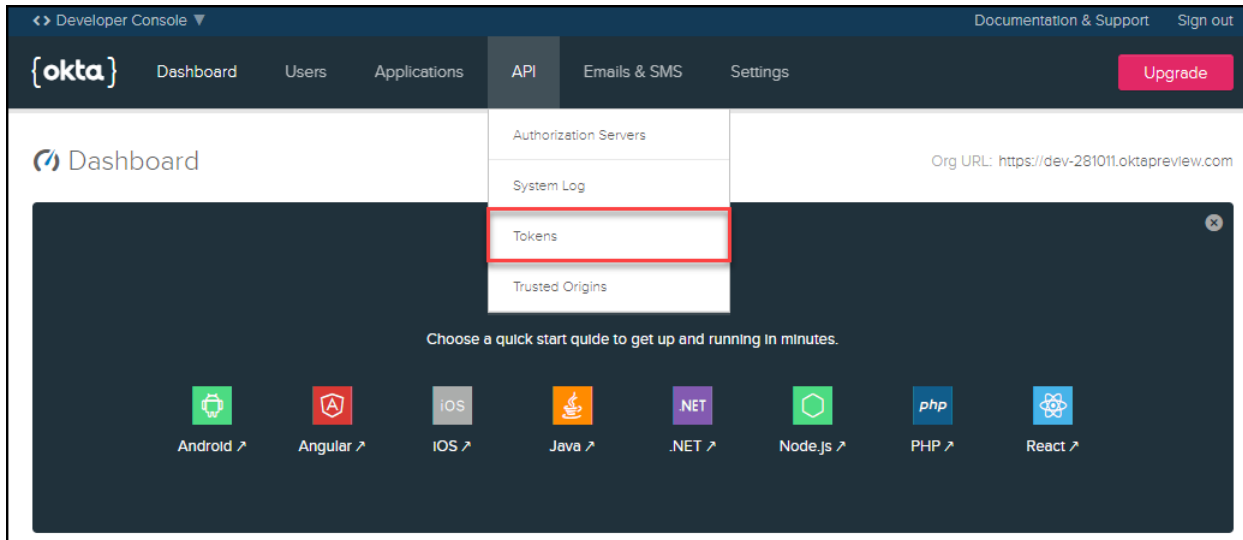 <> Developer Console ▼ Documentation & Support Sign out
{okta} Dashboard Users Applications API Emails & SMS Settings Upgrade
Authorization Servers
Dashboard Org URL: https://dev-281011.oktapreview.com
System Log
Tokens
Trusted Origins
Choose a quick start guide to get up and running in minutes.
iOS .NET php
Android ↗ Angular ↗ iOS ↗ Java ↗ .NET ↗ Node.js ↗ PHP ↗ React ↗